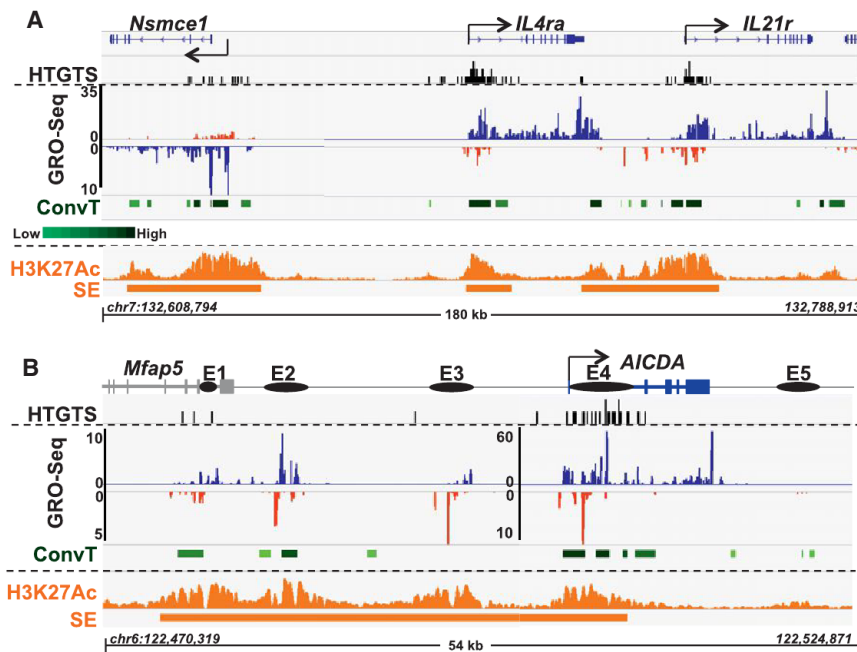 A
Nsmce1
IL4ra
IL21r
HTGTS
35
GRO-Seq
0
0
10
ConvT
Low
High
H3K27Ac
SE
chr7:132,608,794
180 kb
132,788,913
B
Mfap5
E1
E2
E3
E4
AICDA
E5
HTGTS
10
60
GRO-Seq
0
0
0
0
5
10
ConvT
H3K27Ac
SE
chr6:122,470,319
54 kb
122,524,871